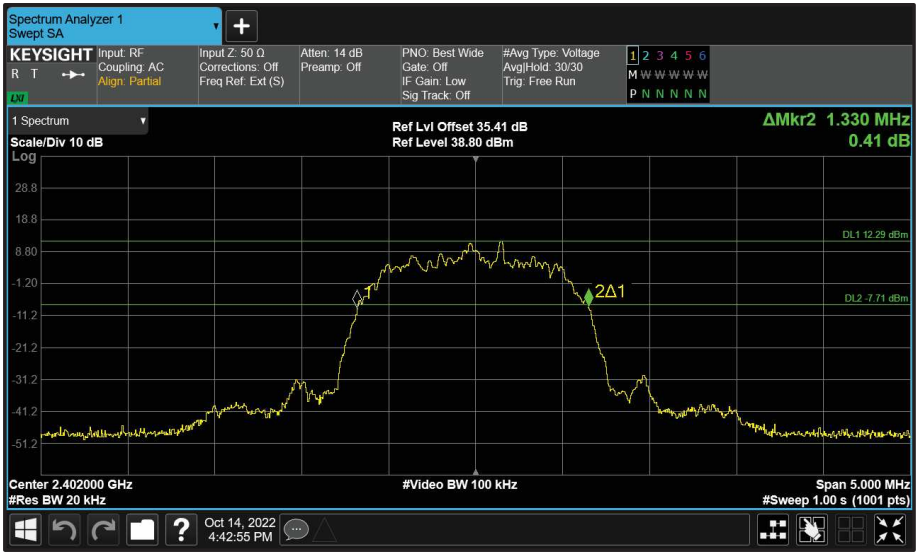 Spectrum Analyzer 1
Swept SA
+
KEYSIGHT
R T
LXI
Input: RF
Coupling: AC
Align: Partial
Input Z: 50 Ω
Corrections: Off
Freq Ref: Ext (S)
Atten: 14 dB
Preamp: Off
PNO: Best Wide
Gate: Off
IF Gain: Low
Sig Track: Off
#Avg Type: Voltage
Avg|Hold: 30/30
Trig: Free Run
1 2 3 4 5 6
M W W W W W
P N N N N N
1 Spectrum
Scale/Div 10 dB
Log
Ref Lvl Offset 35.41 dB
Ref Level 38.80 dBm
ΔMkr2 1.330 MHz
0.41 dB
28.8
18.8
DL1 12.29 dBm
8.80
-1.20
1
2Δ1
DL2 -7.71 dBm
-11.2
-21.2
-31.2
-41.2
-51.2
Center 2.402000 GHz
#Video BW 100 kHz
Span 5.000 MHz
#Res BW 20 kHz
#Sweep 1.00 s (1001 pts)
?
Oct 14, 2022
4:42:55 PM